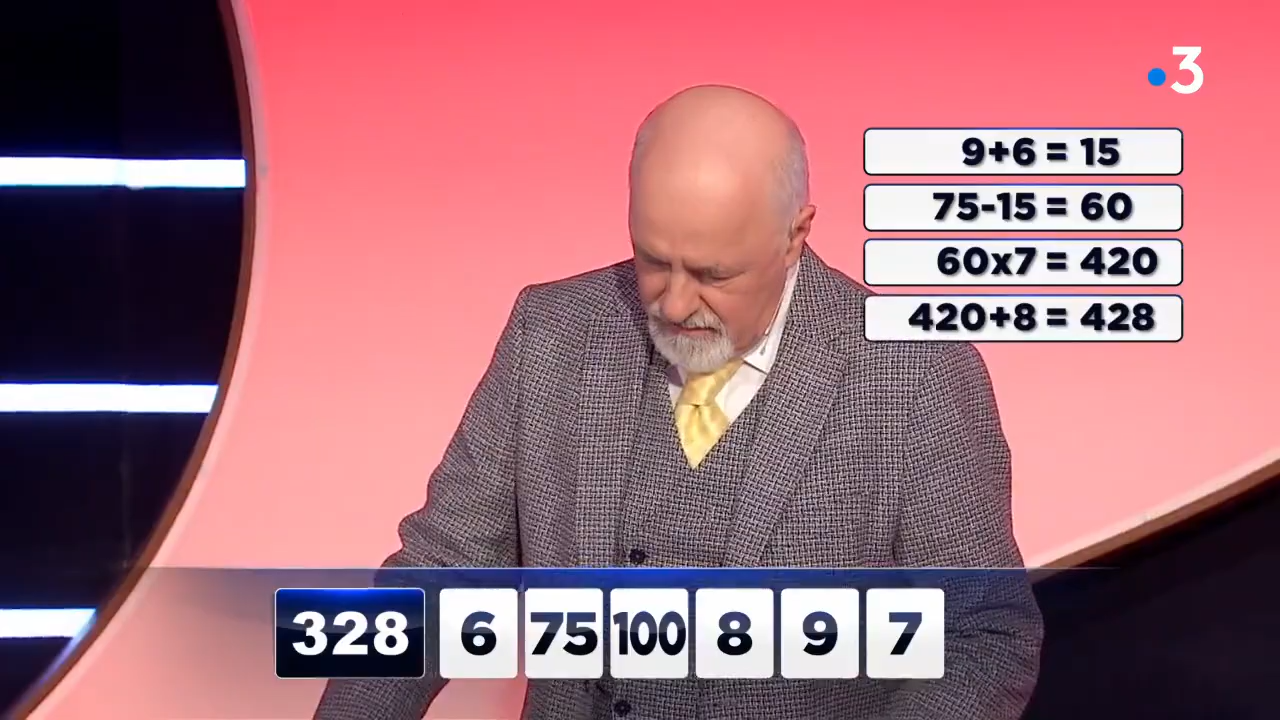 3
9+6 = 15
75-15 = 60
60x7 = 420
420+8 = 428
328 6 75 100 8 9 7